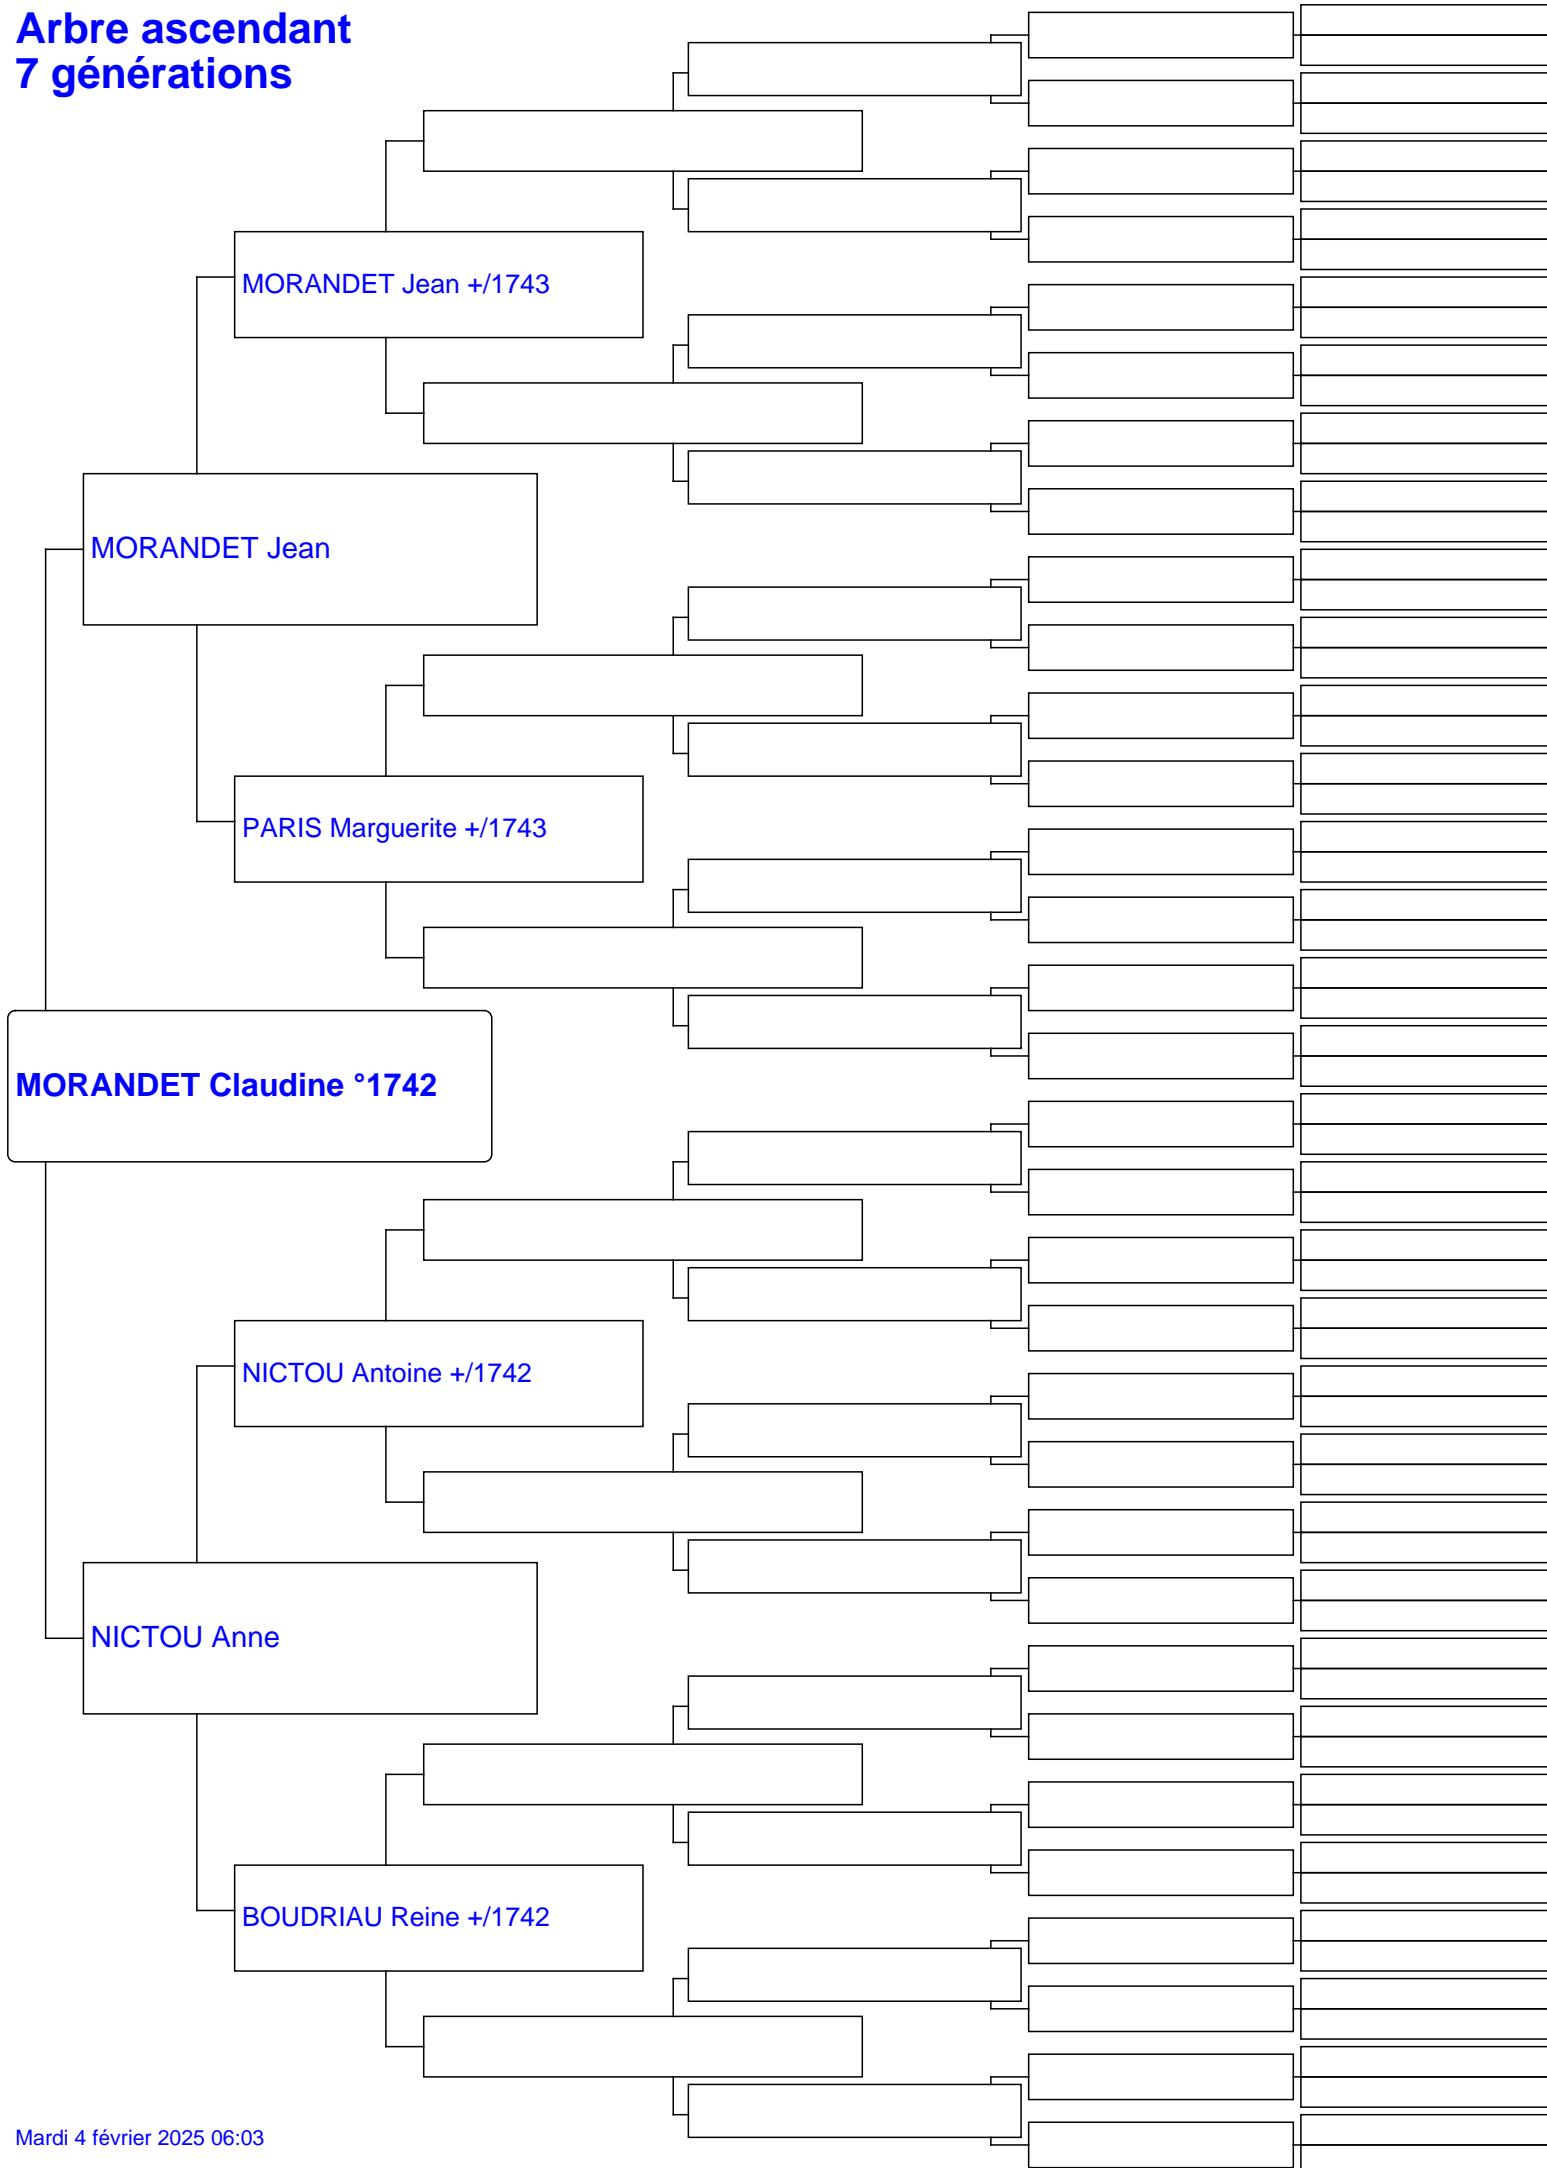 Arbre ascendant
7 générations
MORANDET Jean +/1743
MORANDET Jean
PARIS Marguerite +/1743
MORANDET Claudine °1742
NICTOU Antoine +/1742
NICTOU Anne
BOUDRIAU Reine +/1742
Mardi 4 février 2025 06:03